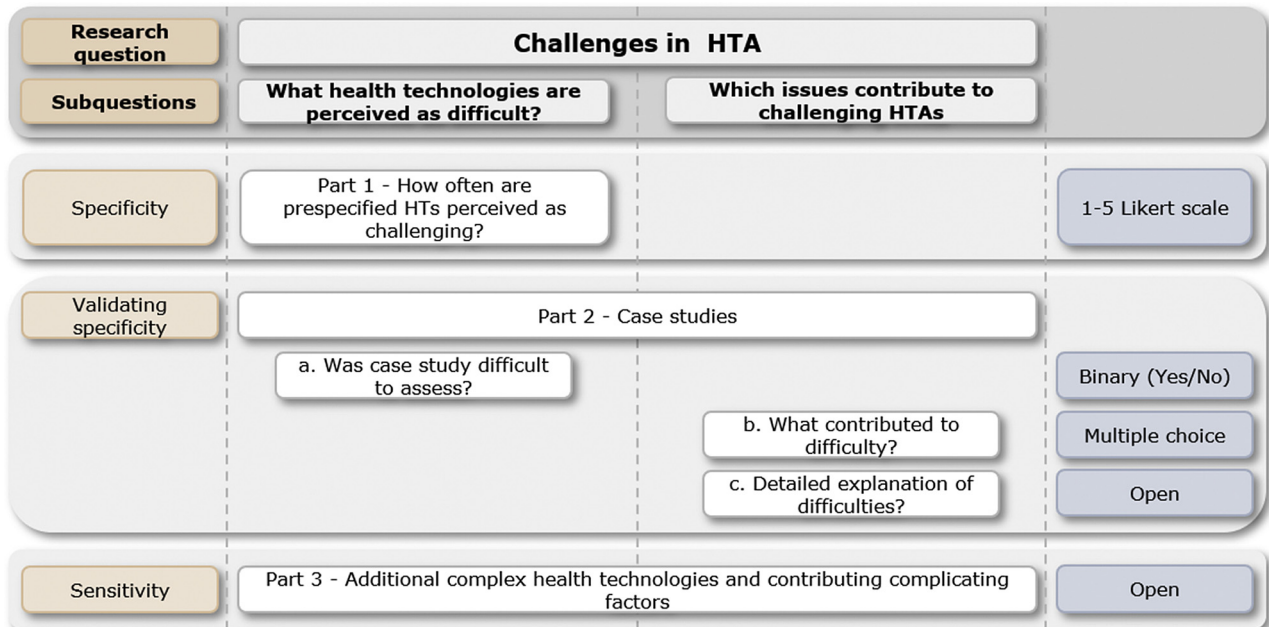 Research
question
Challenges in HTA
Subquestions
What health technologies are
perceived as difficult?
Which issues contribute to
challenging HTAs
Specificity
Part 1 - How often are
prespecified HTs perceived as
challenging?
1-5 Likert scale
Validating
specificity
Part 2 - Case studies
a. Was case study difficult
to assess?
Binary (Yes/No)
b. What contributed to
difficulty?
Multiple choice
c. Detailed explanation of
difficulties?
Open
Sensitivity
Part 3 - Additional complex health technologies and contributing complicating
factors
Open